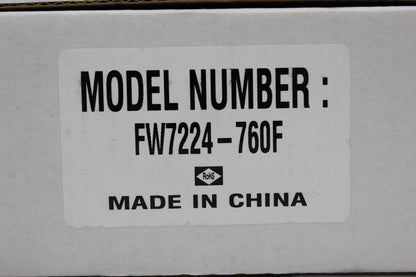 MODEL NUMBER :
FW7224-760F
RoHS
MADE IN CHINA